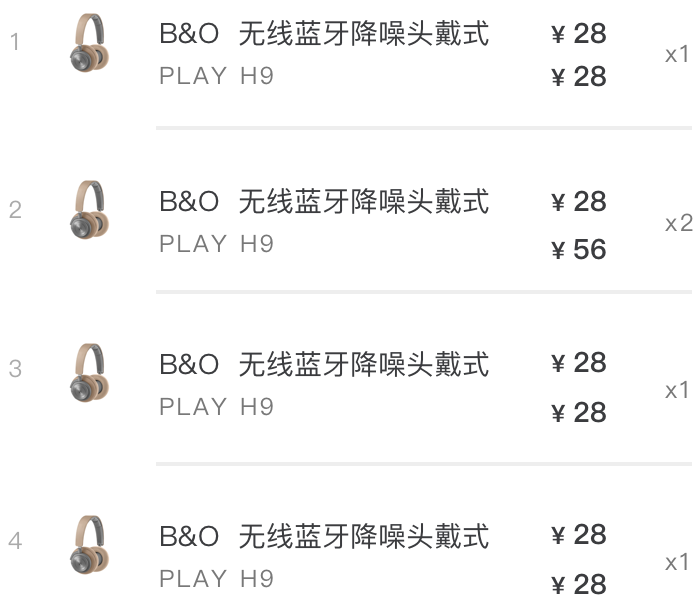 1 B&O 无线蓝牙降噪头戴式 ¥ 28
PLAY H9 ¥ 28 x1
2 B&O 无线蓝牙降噪头戴式 ¥ 28
PLAY H9 ¥ 56 x2
3 B&O 无线蓝牙降噪头戴式 ¥ 28
PLAY H9 ¥ 28 x1
4 B&O 无线蓝牙降噪头戴式 ¥ 28
PLAY H9 ¥ 28 x1